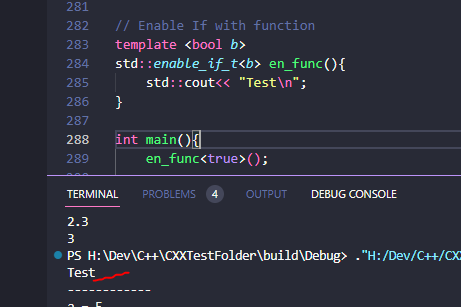 281
282 // Enable If with function
283 template <bool b>
284 std::enable_if_t<b> en_func(){
285 std::cout<< "Test\n";
286 }
287
288 int main(){
289 en_func<true>();
TERMINAL PROBLEMS 4 OUTPUT DEBUG CONSOLE
2.3
3
PS H:\Dev\C++\CXXTestFolder\build\Debug> ."H:/Dev/C++/CX
Test
------------